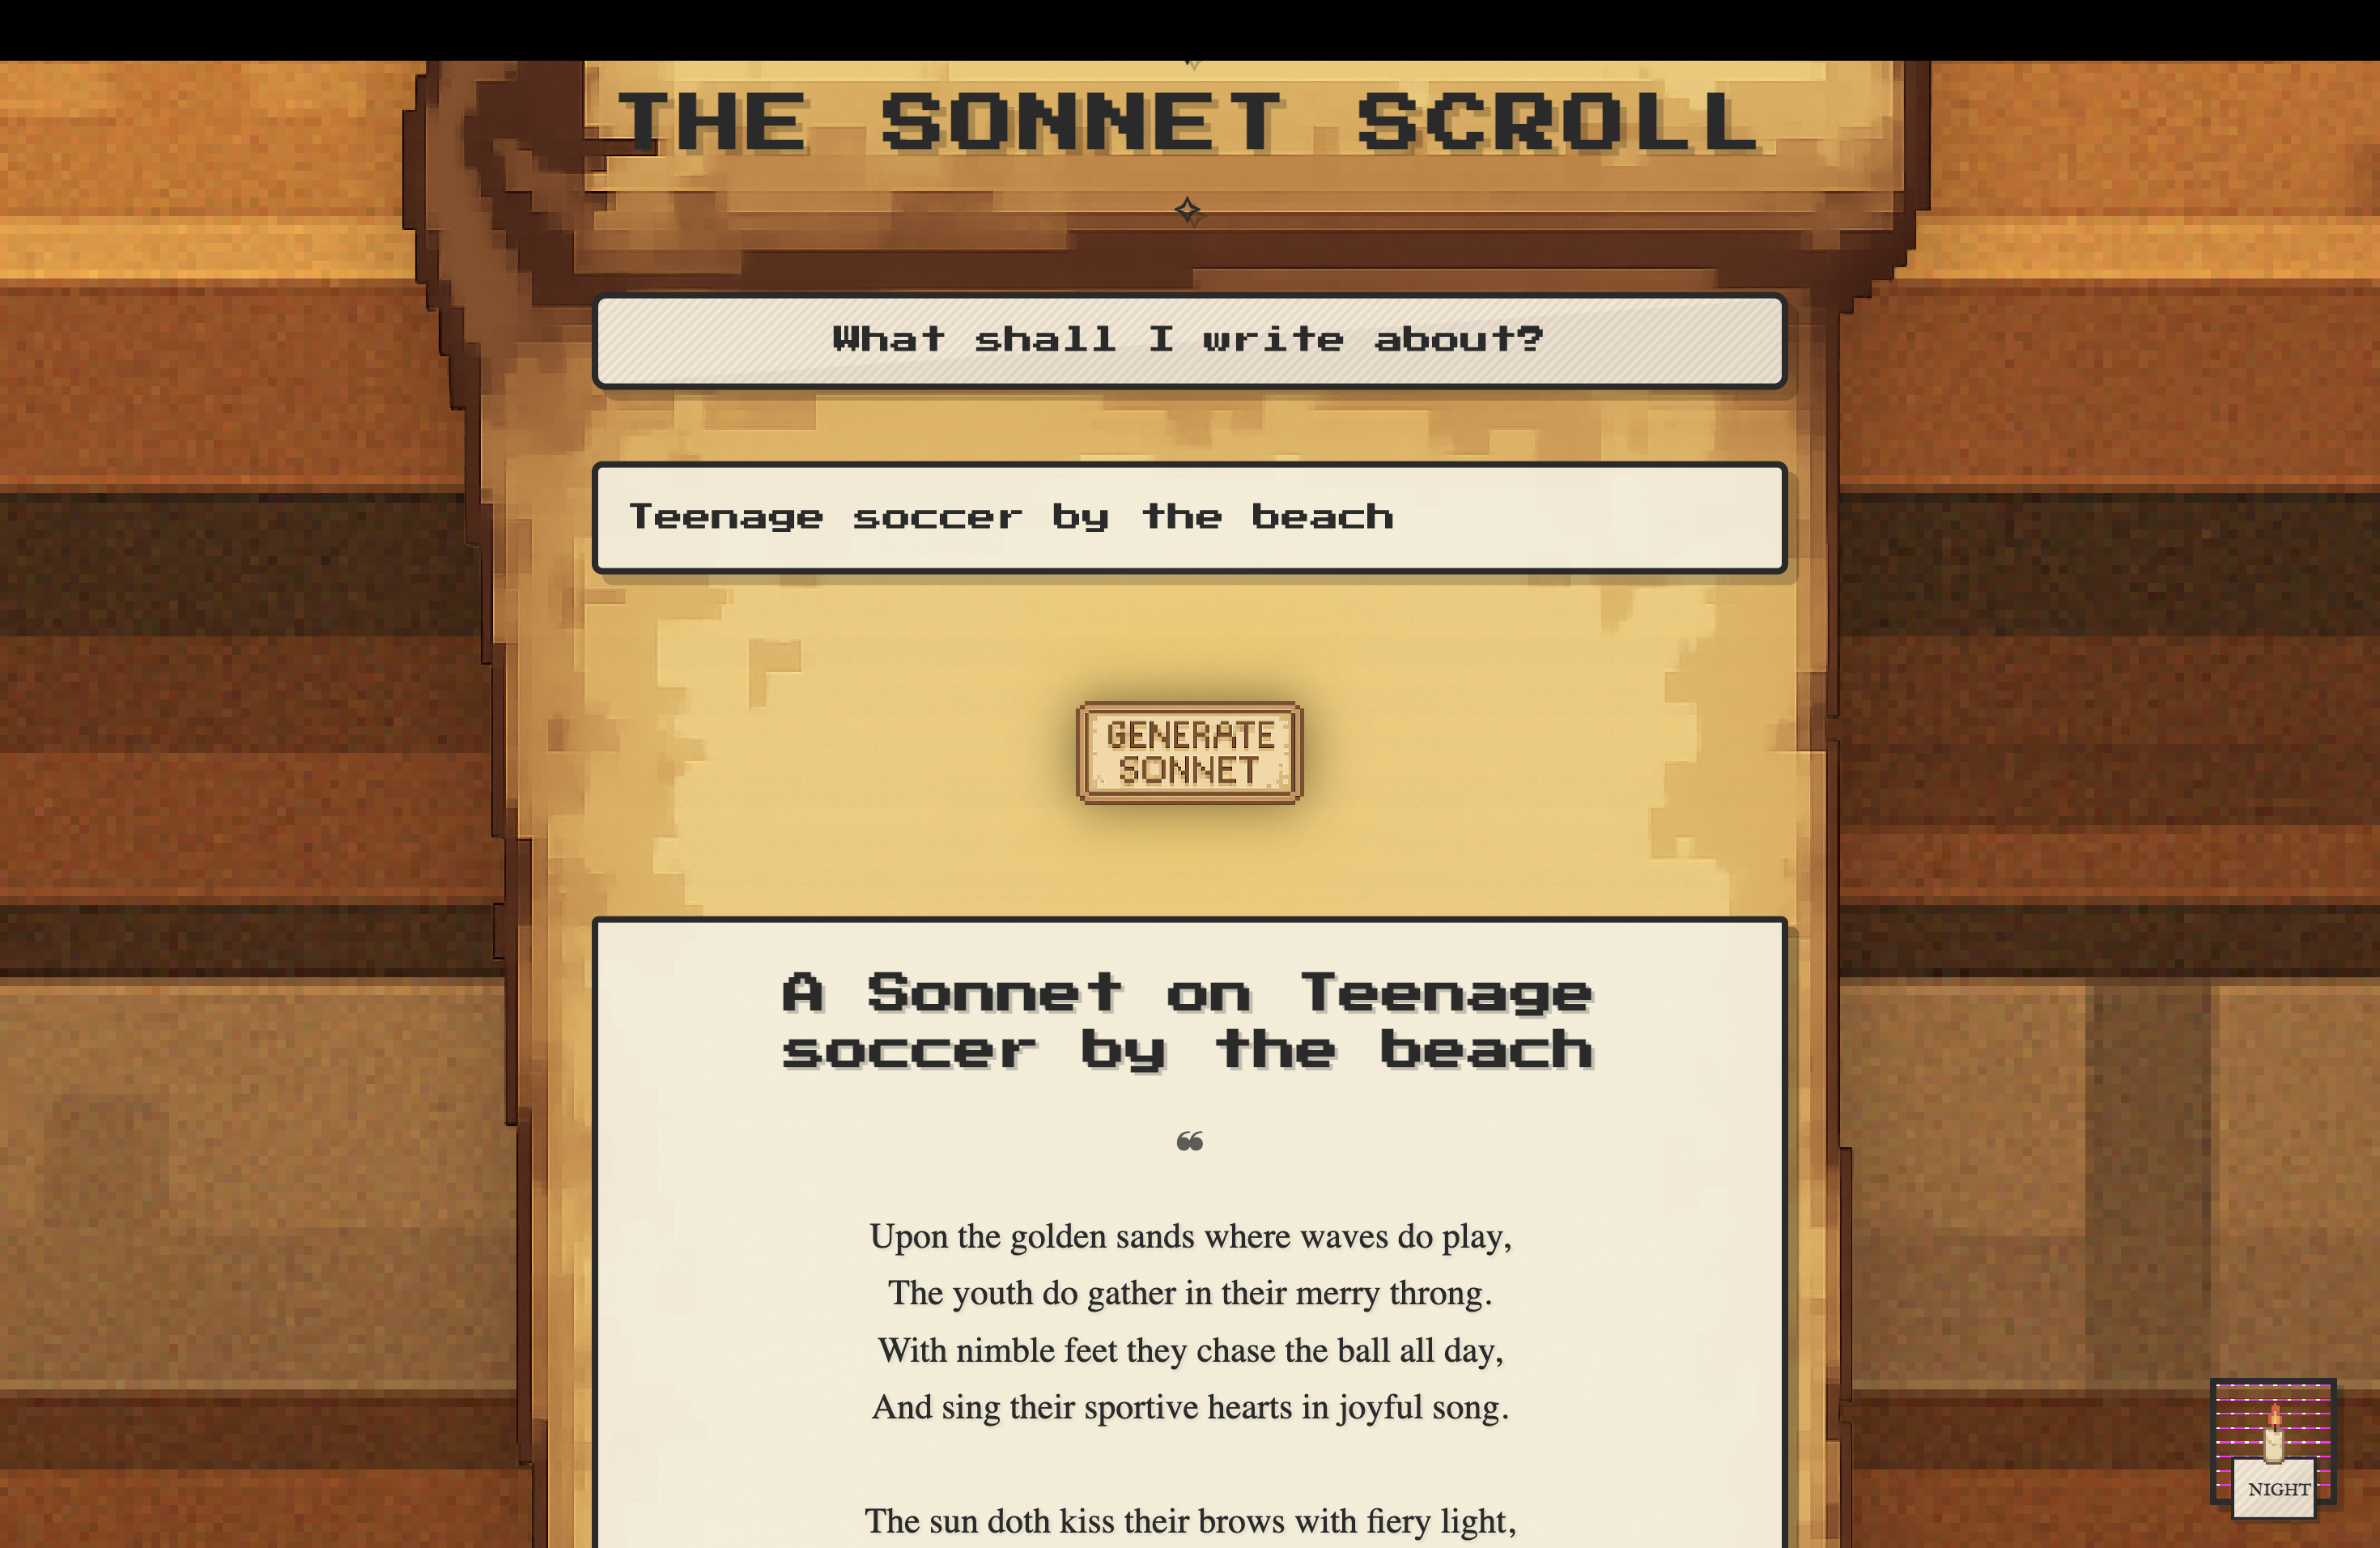 THE SONNET SCROLL
What shall I write about?
Teenage soccer by the beach
GENERATE
SONNET
A Sonnet on Teenage
soccer by the beach
❝
Upon the golden sands where waves do play,
The youth do gather in their merry throng.
With nimble feet they chase the ball all day,
And sing their sportive hearts in joyful song.
The sun doth kiss their brows with fiery light,
NIGHT